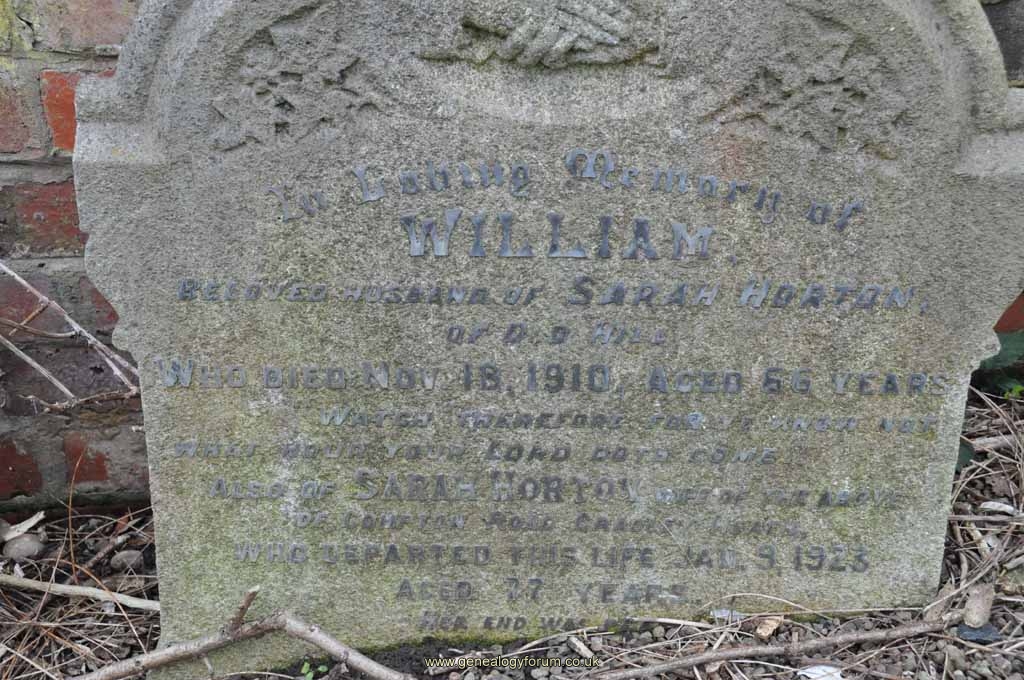 In Loving Memory of
WILLIAM.
BELOVED HUSBAND OF SARAH HORTON,
OF OLD HILL
WHO DIED NOV. 18, 1910, AGED 66 YEARS
WATCH THEREFORE FOR YE KNOW NOT
WHAT HOUR YOUR LORD DOTH COME"
ALSO OF SARAH HORTON, WIFE OF THE ABOVE
OF COMPTON ROAD, CRADLEY HEATH,
WHO DEPARTED THIS LIFE JAN. 9, 1923
AGED 77 YEARS
HER END WAS
www.genealogyforum.co.uk